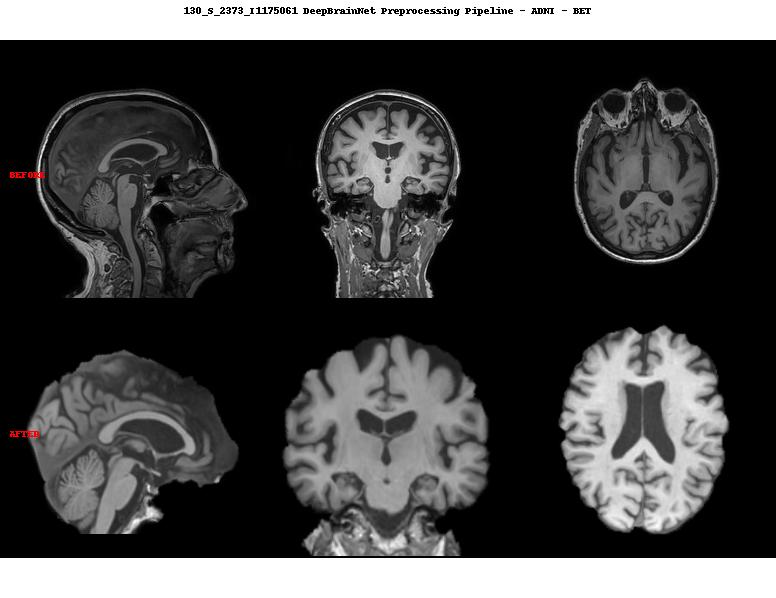 130_S_2373_I1175061 DeepBrainNet Preprocessing Pipeline - ADNI - BET
BEFORE
AFTER